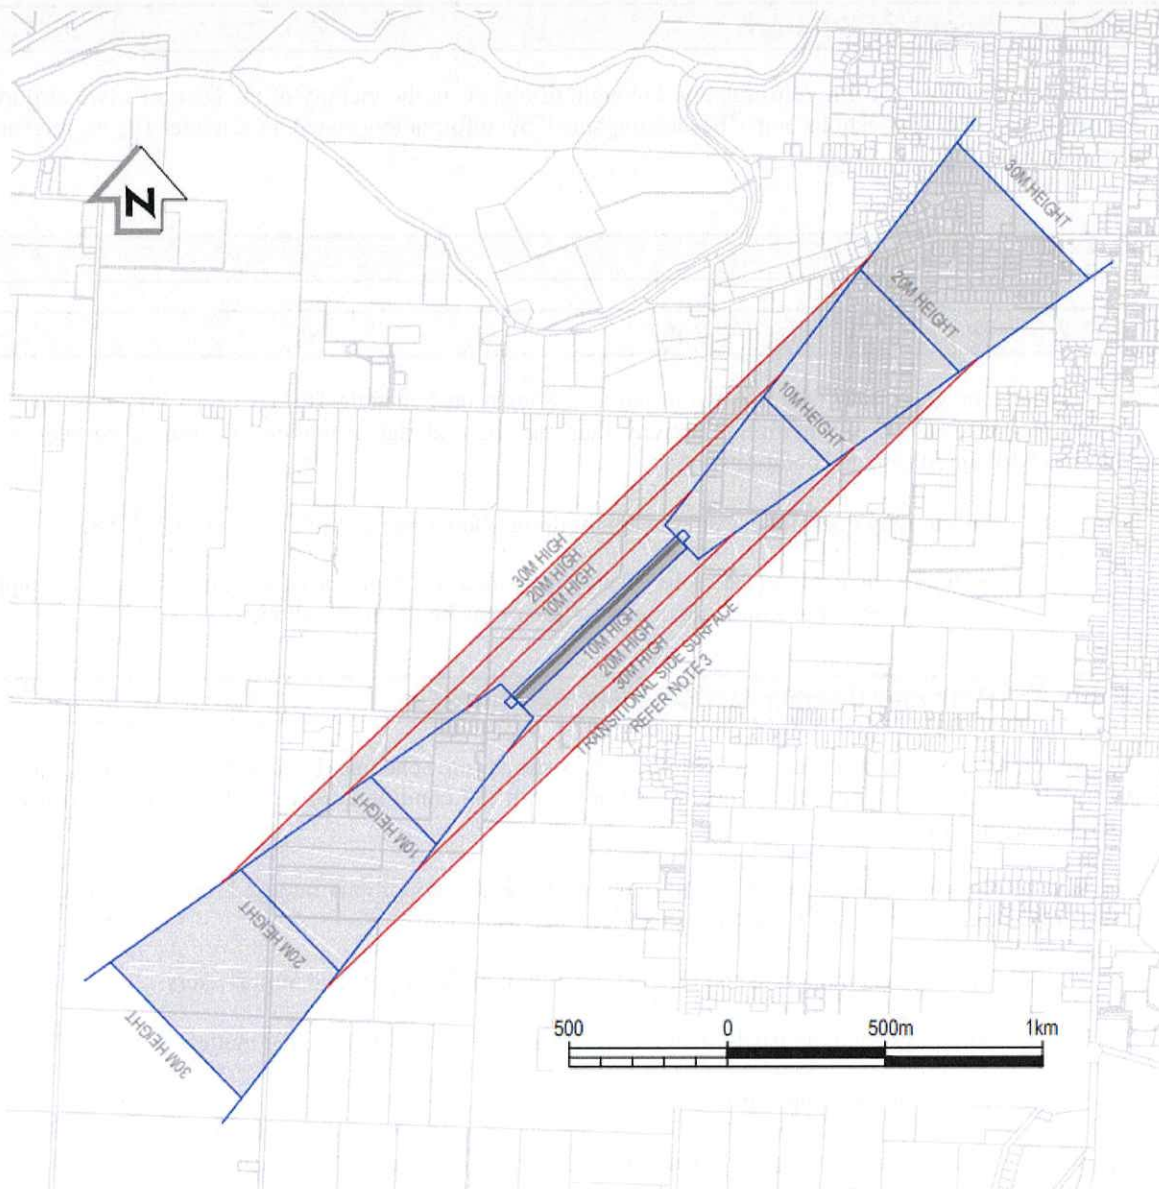 N
30M HEIGHT
20M HEIGHT
10M HEIGHT
30M HIGH
20M HIGH
10M HIGH
10M HIGH
20M HIGH
30M HIGH
TRANSITIONAL SIDE SURFACE
REFER NOTE 3
10M HEIGHT
20M HEIGHT
30M HEIGHT
500 0 500m 1km